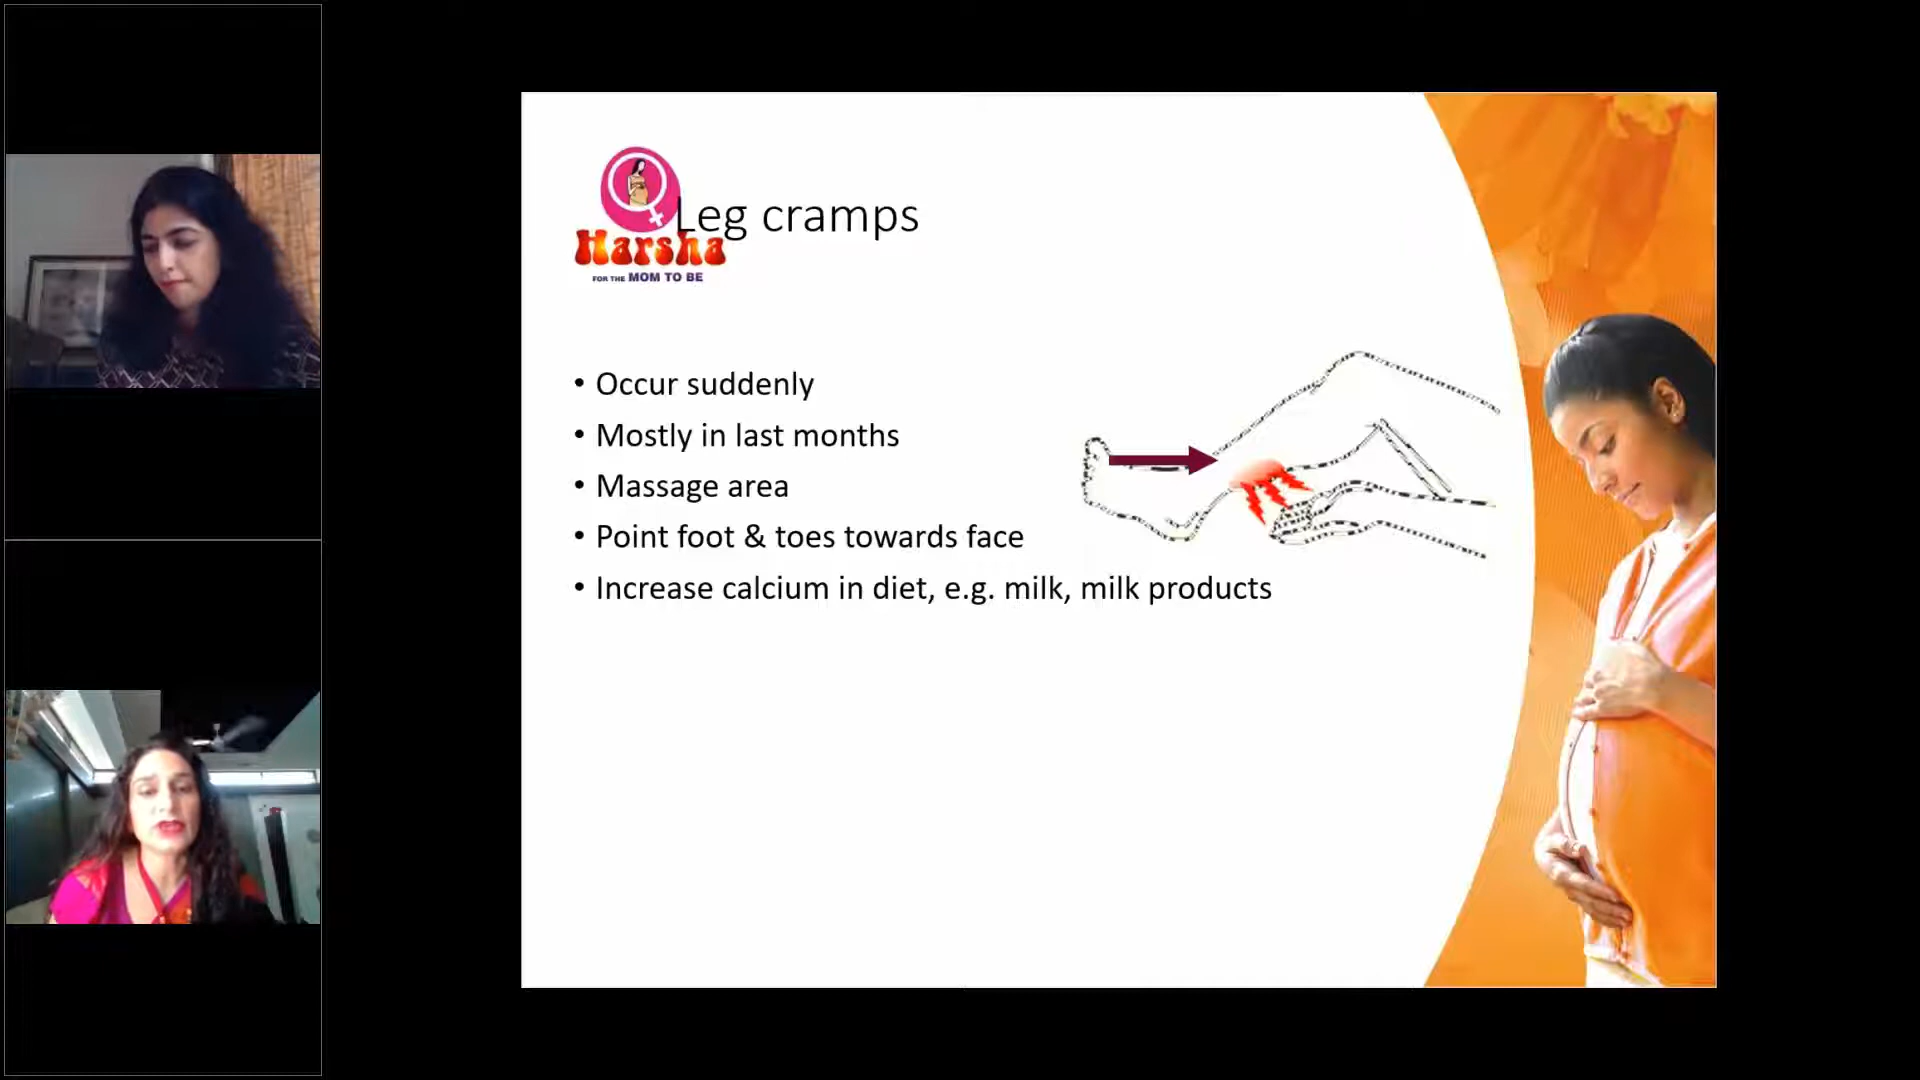 Leg cramps
Harsha
FOR THE MOM TO BE
• Occur suddenly
• Mostly in last months
• Massage area
• Point foot & toes towards face
• Increase calcium in diet, e.g. milk, milk products